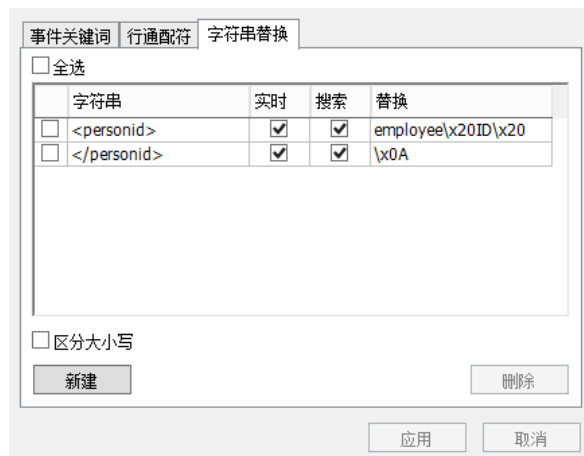 事件关鍵词 行通配符 字符串替换
全选
字符串 实时 搜索 替换
<personid> employee\x20ID\x20
</personid> \x0A
区分大小写
新建 删除
应用 取消